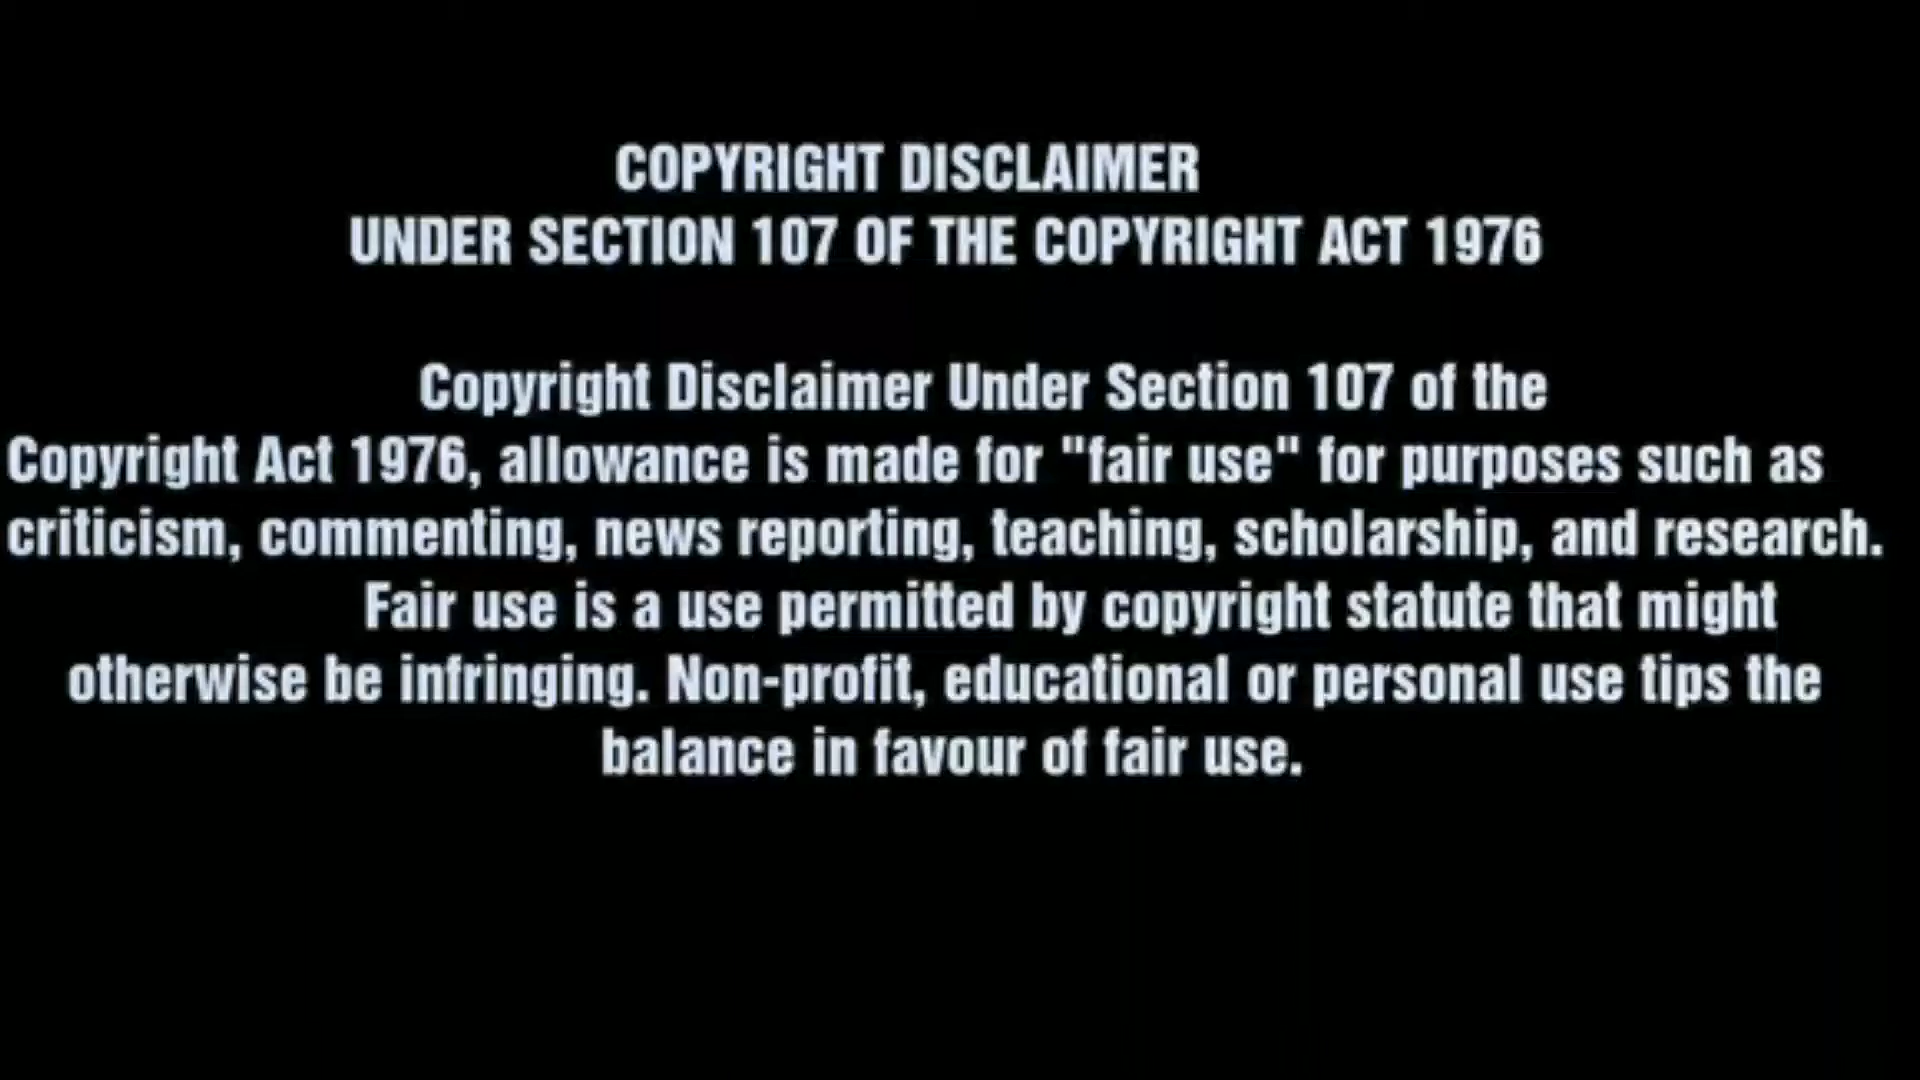 COPYRIGHT DISCLAIMER
UNDER SECTION 107 OF THE COPYRIGHT ACT 1976
Copyright Disclaimer Under Section 107 of the
Copyright Act 1976, allowance is made for "fair use" for purposes such as
criticism, commenting, news reporting, teaching, scholarship, and research.
Fair use is a use permitted by copyright statute that might
otherwise be infringing. Non-profit, educational or personal use tips the
balance in favour of fair use.